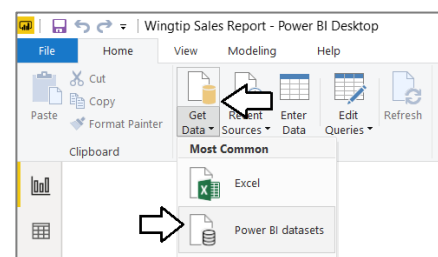 Wingtip Sales Report - Power BI Desktop
File Home View Modeling Help
Cut
Copy
Format Painter
Paste
Get Data
Recent Sources
Enter Data
Edit Queries
Refresh
Clipboard
Most Common
Excel
Power BI datasets